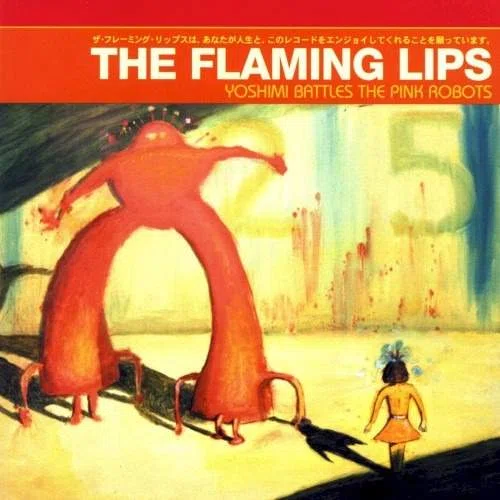 ザ・フレーミング・リップスは、あなたが人生と、このレコードをエンジョイしてくれることを願っています。
THE FLAMING LIPS
YOSHIMI BATTLES THE PINK ROBOTS
25